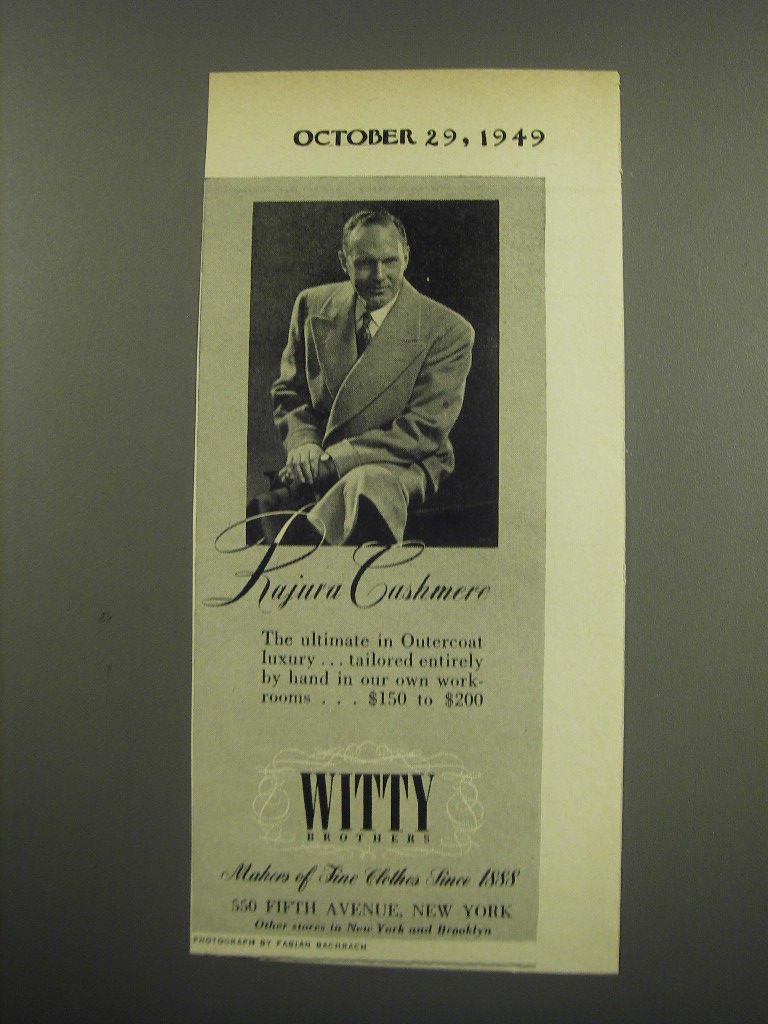 OCTOBER 29, 1949
Rajura Cashmere
The ultimate in Outercoat
luxury . . . tailored entirely
by hand in our own work-
rooms . . . $150 to $200
WITTY
BROTHERS
Makers of Fine Clothes Since 1888
550 FIFTH AVENUE, NEW YORK
Other stores in New York and Brooklyn
PHOTOGRAPH BY FABIAN BACHRACH